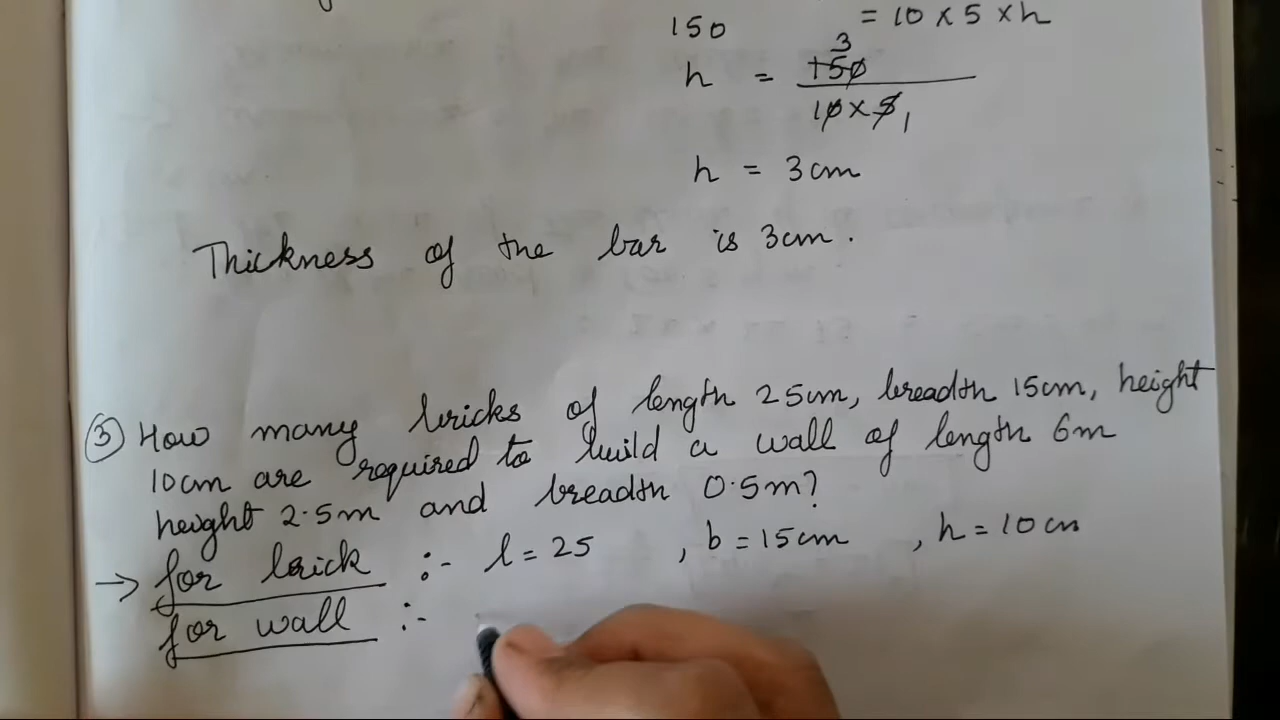 150 = 10 x 5 x h
3
h = 150
10 x 5 1
h = 3cm
Thickness of the bar is 3cm.
3 How many bricks of length 25cm, breadth 15cm, height
10cm are required to build a wall of length 6m
height 2.5m and breadth 0.5m?
→ for brick :- l = 25 , b = 15cm , h = 10cm
for wall :-